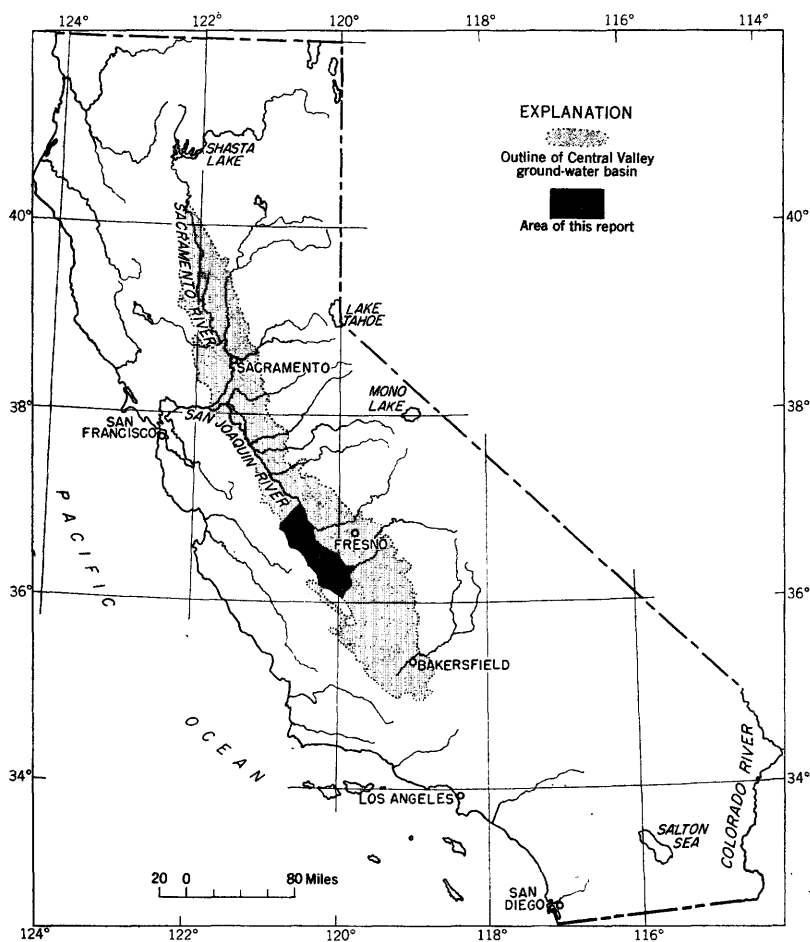 124°
122°
120°
118°
116°
114°
EXPLANATION
Outline of Central Valley
ground-water basin
Area of this report
SHASTA
LAKE
40°
40°
SACRAMENTO RIVER
LAKE
TAHOE
SACRAMENTO
MONO
LAKE
38°
38°
SAN
FRANCISCO
SAN JOAQUIN RIVER
FRESNO
PACIFIC
36°
36°
BAKERSFIELD
OCEAN
34°
34°
LOS ANGELES
COLORADO RIVER
SALTON
SEA
20 0 80 Miles
SAN
DIEGO
124°
122°
120°
118°
116°